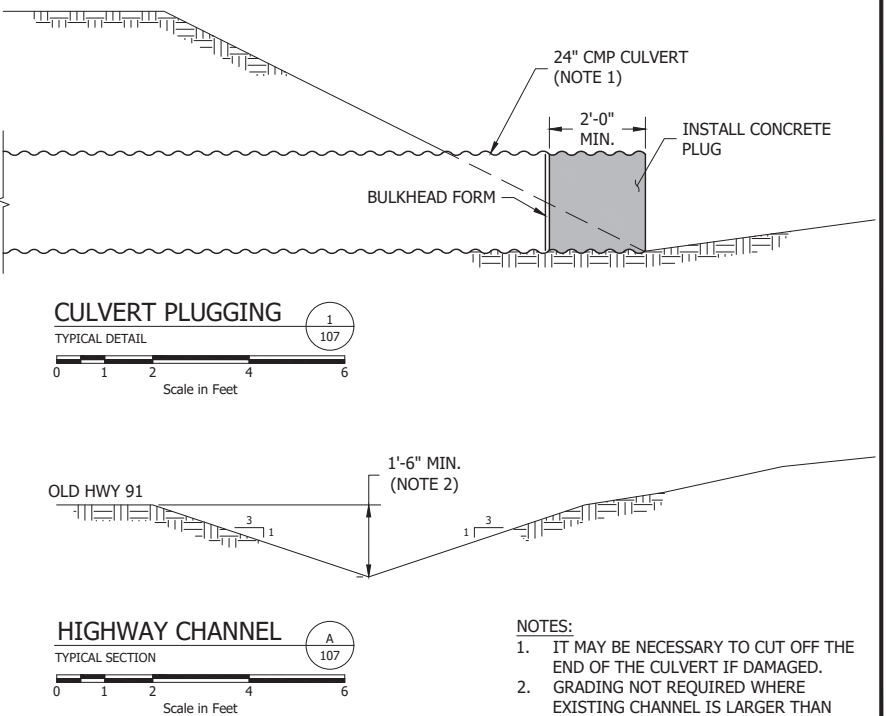 24" CMP CULVERT
(NOTE 1)
2'-0"
MIN.
INSTALL CONCRETE
PLUG
BULKHEAD FORM
CULVERT PLUGGING
1
107
TYPICAL DETAIL
0 1 2 4 6
Scale in Feet
1'-6" MIN.
(NOTE 2)
OLD HWY 91
3
1
3
1
HIGHWAY CHANNEL
A
107
TYPICAL SECTION
0 1 2 4 6
Scale in Feet
NOTES:
1. IT MAY BE NECESSARY TO CUT OFF THE
END OF THE CULVERT IF DAMAGED.
2. GRADING NOT REQUIRED WHERE
EXISTING CHANNEL IS LARGER THAN